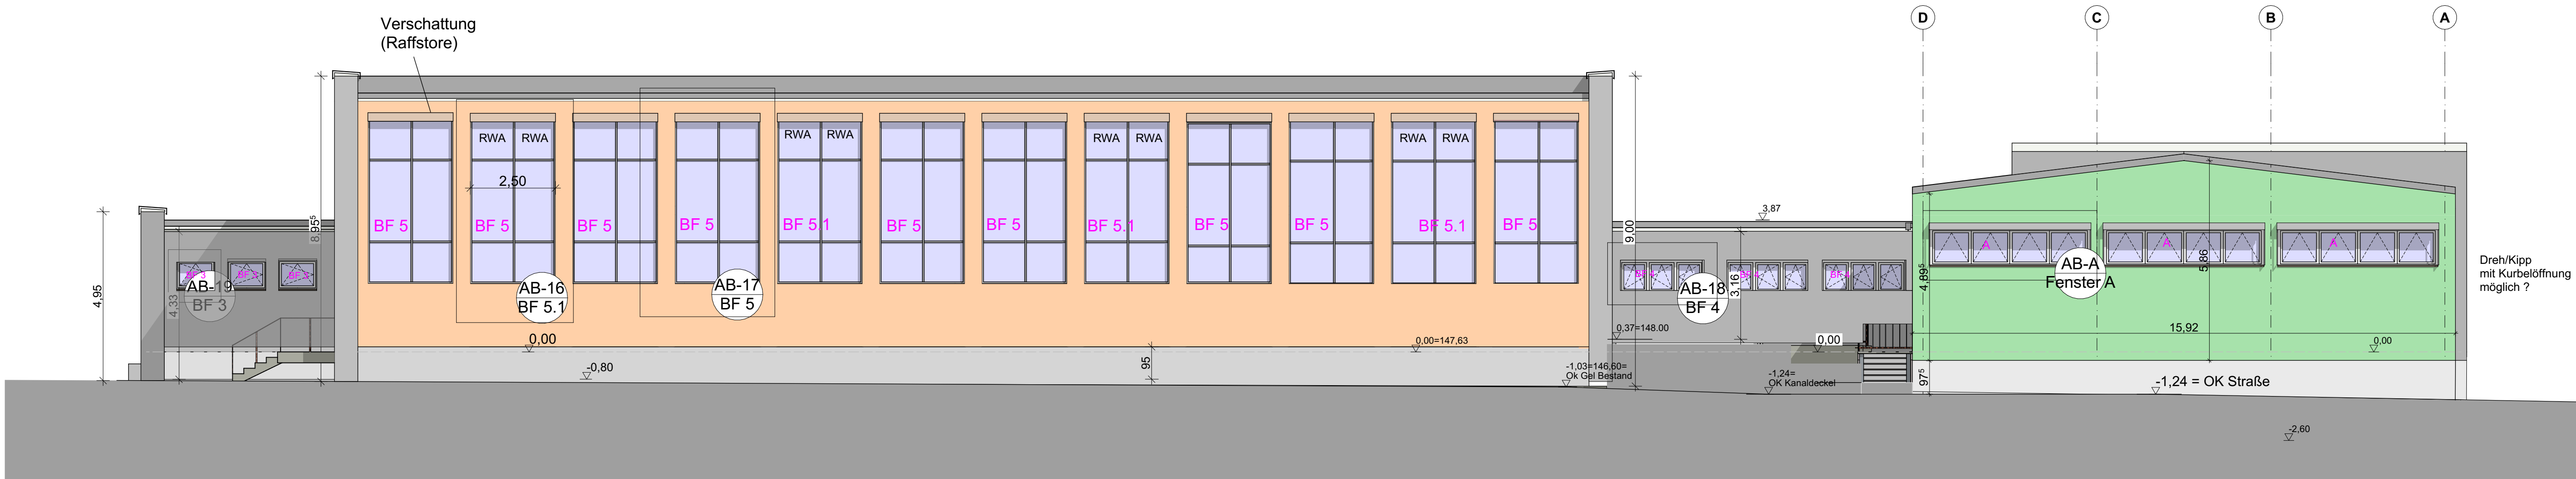 Verschattung
(Raffstore)
D
C
B
A
RWA RWA
RWA RWA
RWA RWA
RWA RWA
2,50
BF 5
BF 5
BF 5
BF 5
BF 5.1
BF 5
BF 5
BF 5.1
BF 5
BF 5
BF 5.1
BF 5
8,95⁵
9,00
4,95
4,33
BF 3
AB-19
BF 3
AB-16
BF 5.1
AB-17
BF 5
3,87
3,16
AB-18
BF 4
A
A
A
AB-A
Fenster A
4,89⁵
5,86
15,92
Dreh/Kipp
mit Kurbelöffnung
möglich ?
0,00
-0,80
95
0,00=147,63
0,37=148.00
-1,03=146,60=
Ok Gel Bestand
0,00
-1,24=
OK Kanaldeckel
97⁵
0,00
-1,24 = OK Straße
-2,60